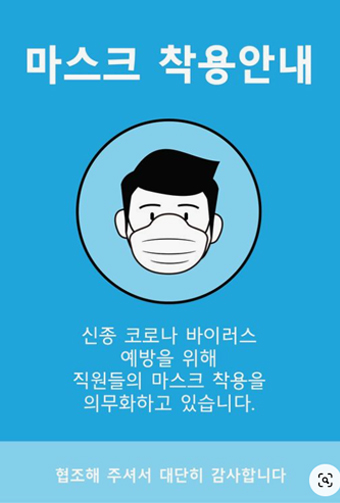 마스크 착용안내
신종 코로나 바이러스
예방을 위해
직원들의 마스크 착용을
의무화하고 있습니다.
협조해 주셔서 대단히 감사합니다